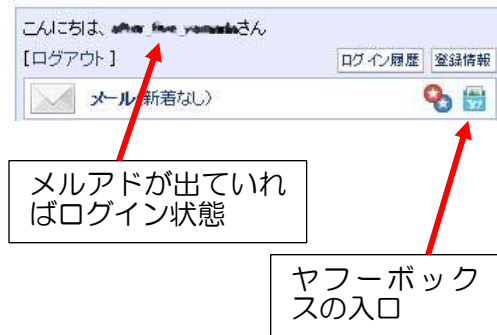 こんにちは、さん
[ログアウト]
ログイン履歴 登録情報
メール(新着なし)
メルアドが出ていれ
ばログイン状態
ヤフーボック
スの入口